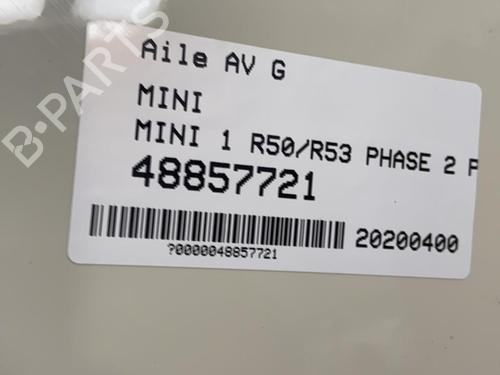 Aile AV G
MINI
MINI 1 R50/R53 PHASE 2 P
48857721
20200400
?0000048857721
B-PARTS